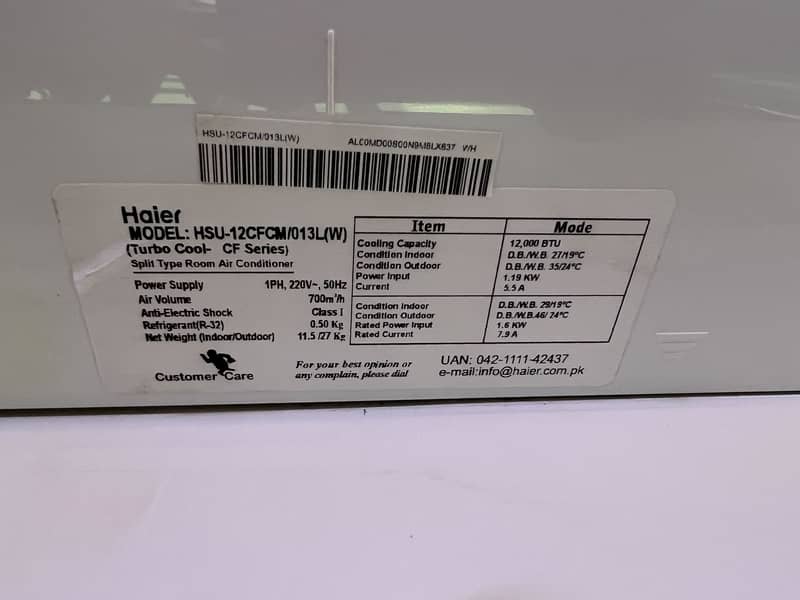 HSU-12CFCM/013L(W) W/H
Haier
MODEL: HSU-12CFCM/013L(W)
(Turbo Cool- CF Series)
Split Type Room Air Conditioner
Power Supply 1PH, 220V~, 50Hz
Air Volume 700m³/h
Anti-Electric Shock Class I
Refrigerant(R-32) 0.50 Kg
Net Weight (Indoor/Outdoor) 11.5 /27 Kg
Item Mode
Cooling Capacity 12,000 BTU
Condition Indoor D.B./W.B. 27/19ºC
Condition Outdoor D.B./W.B. 35/24ºC
Power Input 1.19 KW
Current 5.5 A
Condition Indoor D.B./W.B. 29/19ºC
Condition Outdoor D.B./W.B.46/ 24ºC
Rated Power Input 1.6 KW
Rated Current 7.9 A
Customer Care
For your best opinion or
any complain, please dial
UAN: 042-1111-42437
e-mail:info@haier.com.pk